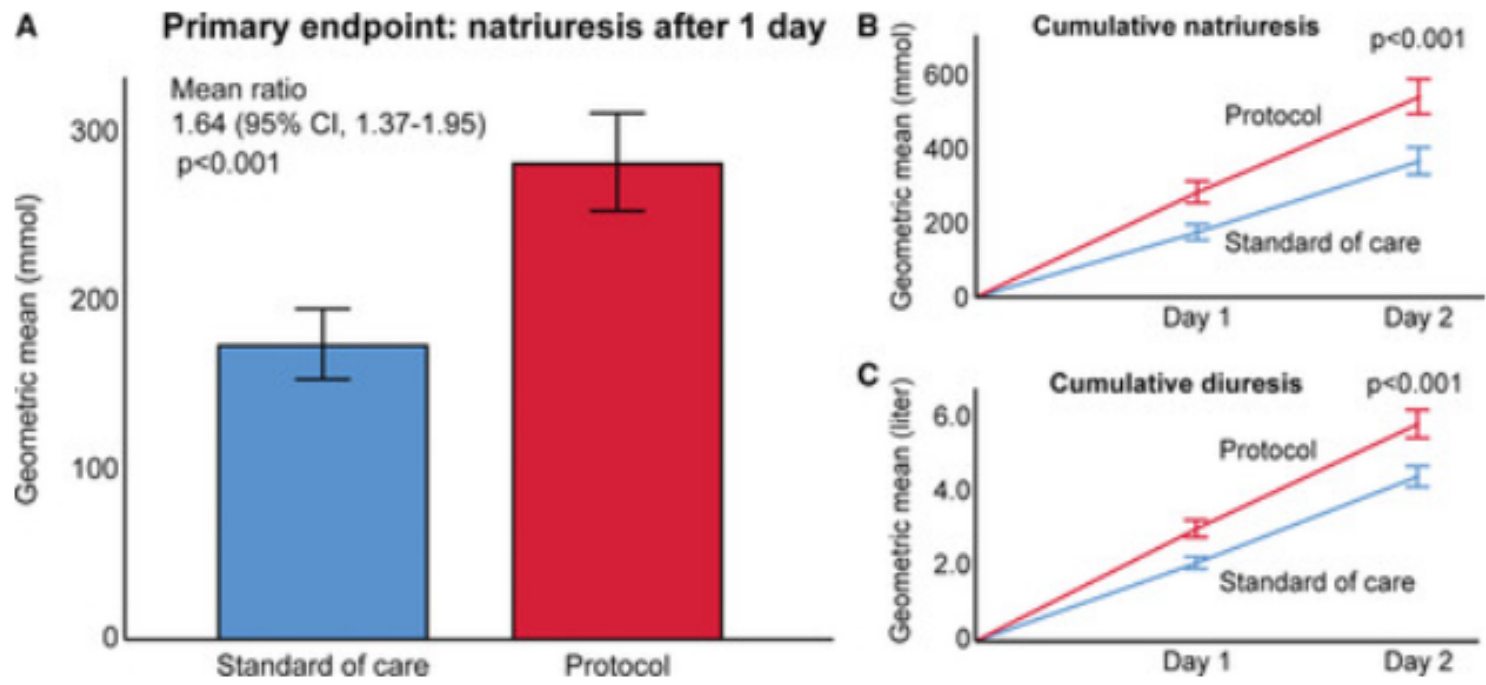 A
Primary endpoint: natriuresis after 1 day
Mean ratio
1.64 (95% CI, 1.37-1.95)
p<0.001
Geometric mean (mmol)
300
200
100
0
Standard of care
Protocol
B
Cumulative natriuresis
p<0.001
Geometric mean (mmol)
600
400
200
0
Protocol
Standard of care
Day 1
Day 2
C
Cumulative diuresis
p<0.001
Geometric mean (liter)
6.0
4.0
2.0
0
Protocol
Standard of care
Day 1
Day 2